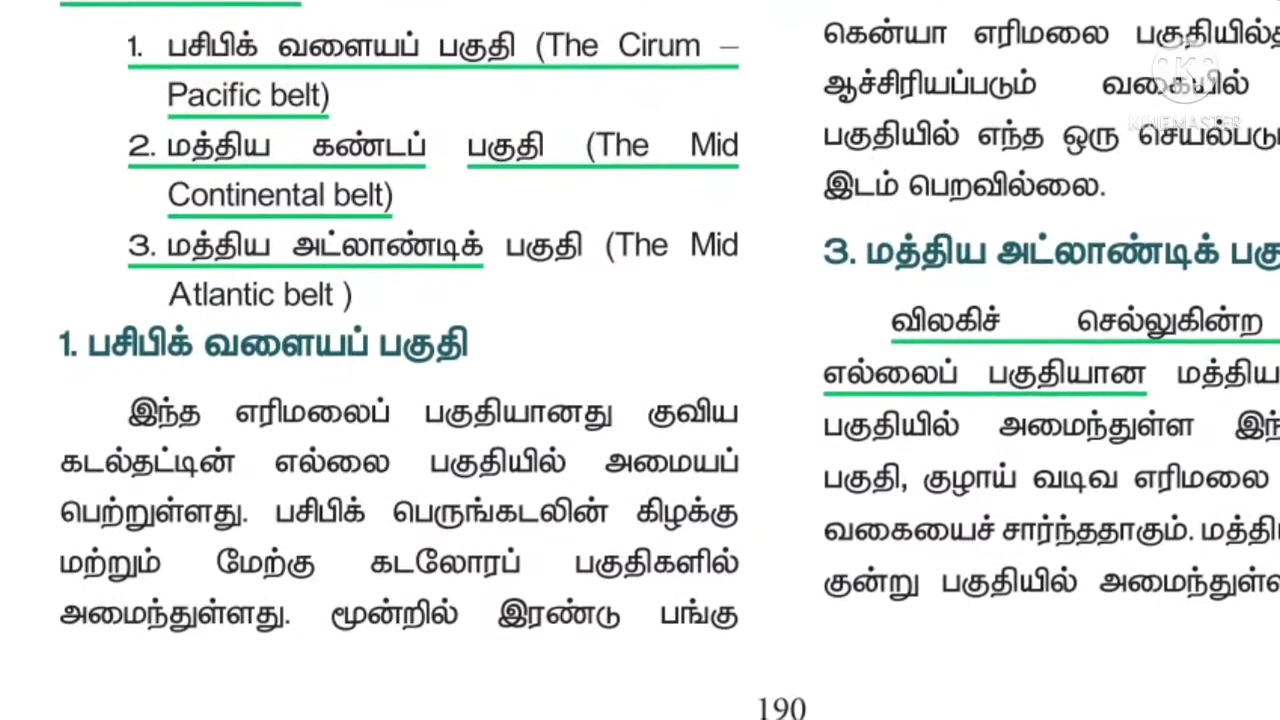 1. பசிபிக் வளையப் பகுதி (The Cirum –
Pacific belt)
2. மத்திய கண்டப் பகுதி (The Mid
Continental belt)
3. மத்திய அட்லாண்டிக் பகுதி (The Mid
Atlantic belt )
1. பசிபிக் வளையப் பகுதி
இந்த எரிமலைப் பகுதியானது குவிய
கடல்தட்டின் எல்லை பகுதியில் அமையப்
பெற்றுள்ளது. பசிபிக் பெருங்கடலின் கிழக்கு
மற்றும் மேற்கு கடலோரப் பகுதிகளில்
அமைந்துள்ளது. மூன்றில் இரண்டு பங்கு
கென்யா எரிமலை
ஆச்சிரியப்படும் வகையில்
பகுதியில் எந்த ஒரு
இடம் பெறவில்லை.
3. மத்திய அட்லாண்டிக்
விலகிச் செல்லுகின்ற
எல்லைப் பகுதியான மத்திய
பகுதியில் அமைந்துள்ள
பகுதி, குழாய் வடிவ எரிமலை
வகையைச் சார்ந்ததாகும்.
குன்று பகுதியில்
190
KINEMASTER